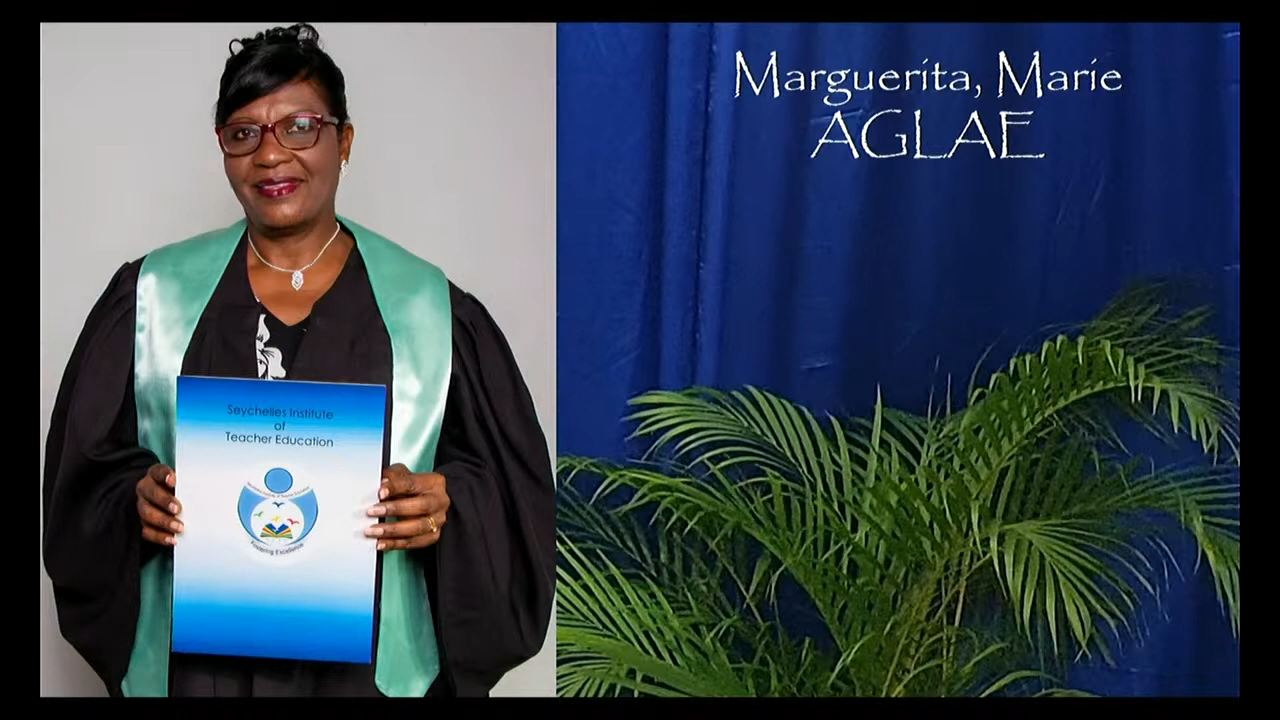 Marguerita, Marie
AGLAE
Seychelles Institute
of
Teacher Education
Fostering Excellence